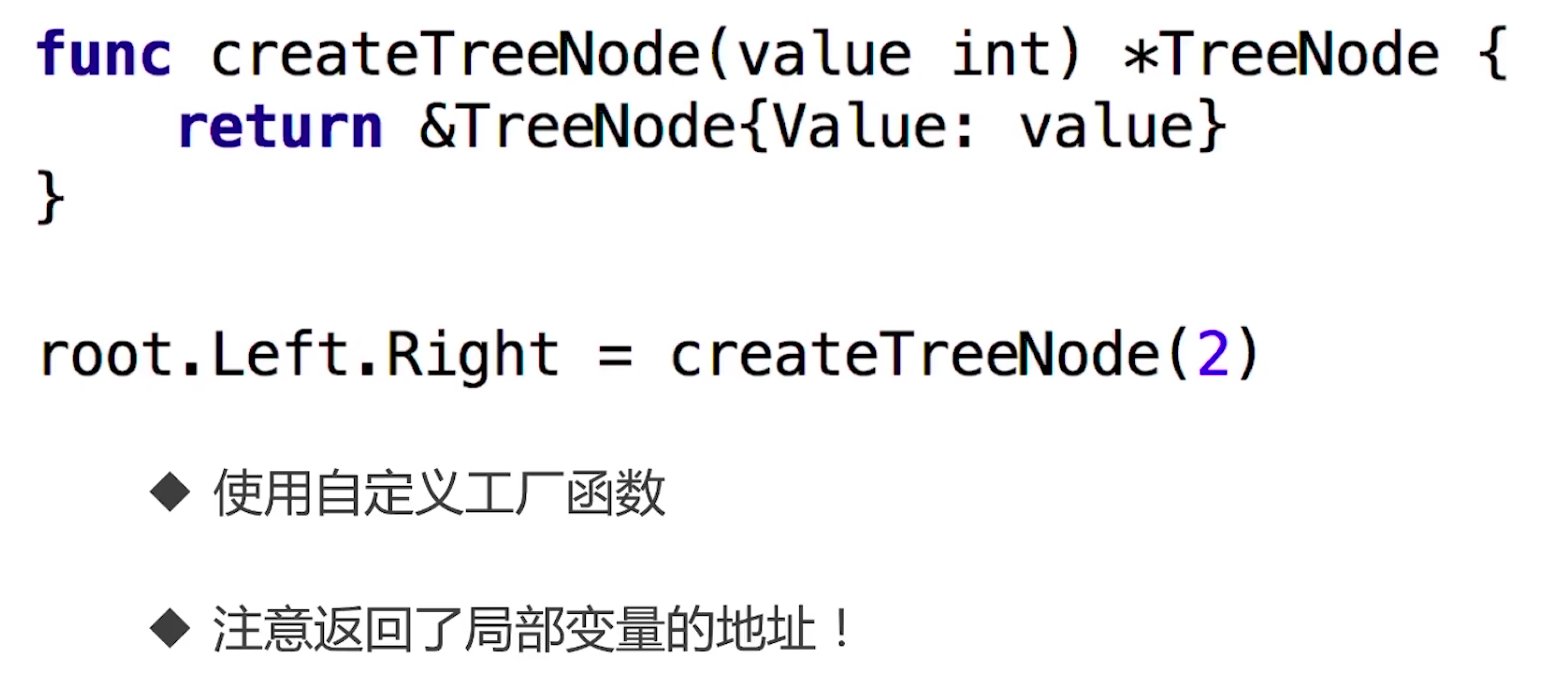 func createTreeNode(value int) *TreeNode {
    return &TreeNode{Value: value}
}
root.Left.Right = createTreeNode(2)
◆ 使用自定义工厂函数
◆ 注意返回了局部变量的地址！